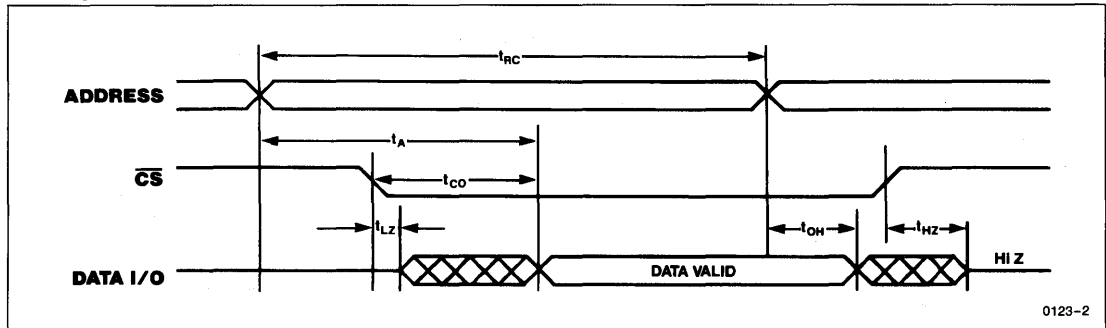 tRC
ADDRESS
tA
CS
tCO
tLZ
tOH
tHZ
DATA I/O
DATA VALID
Hi Z
0123-2